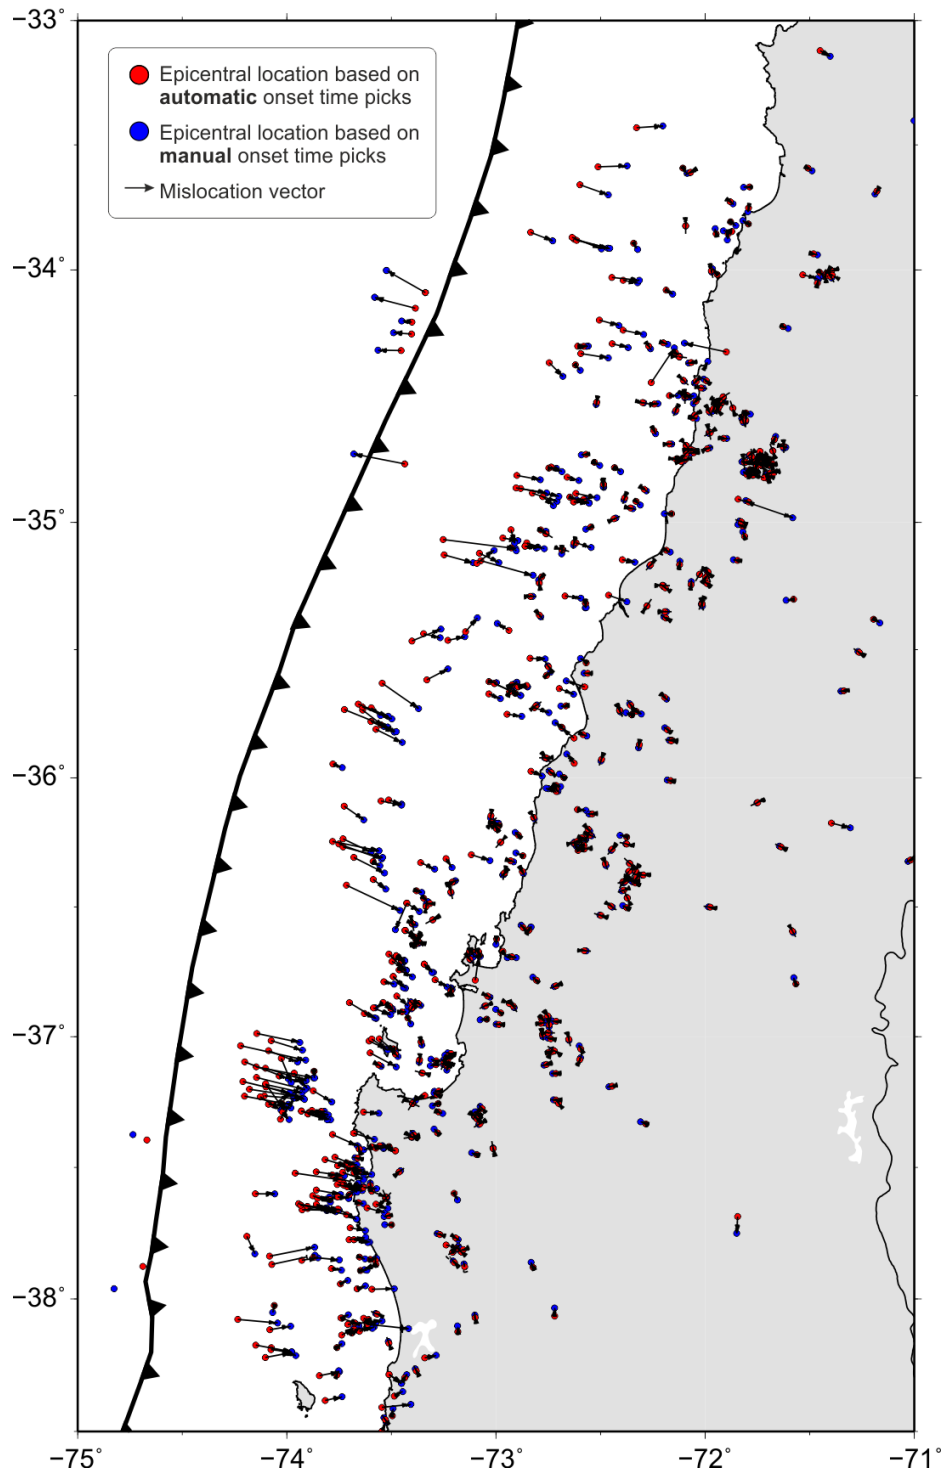 −33°
Epicentral location based on
automatic onset time picks
Epicentral location based on
manual onset time picks
Mislocation vector
−34°
−35°
−36°
−37°
−38°
−75° −74° −73° −72° −71°